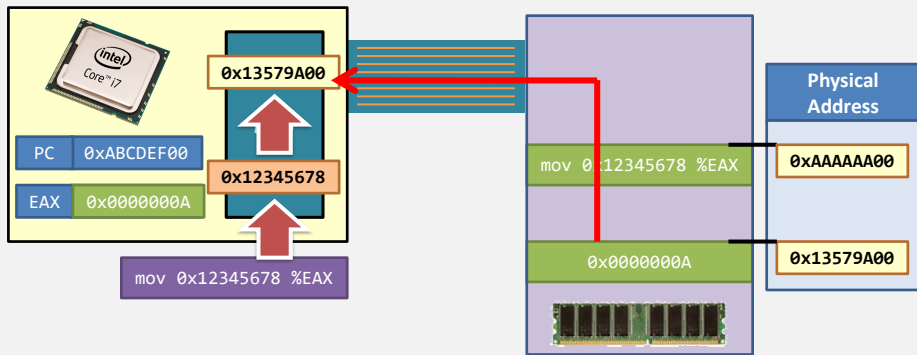 intel
Core™ i7
0x13579A00
PC 0xABCDEF00
0x12345678
EAX 0x0000000A
mov 0x12345678 %EAX
mov 0x12345678 %EAX
0x0000000A
Physical
Address
0xAAAAAA00
0x13579A00